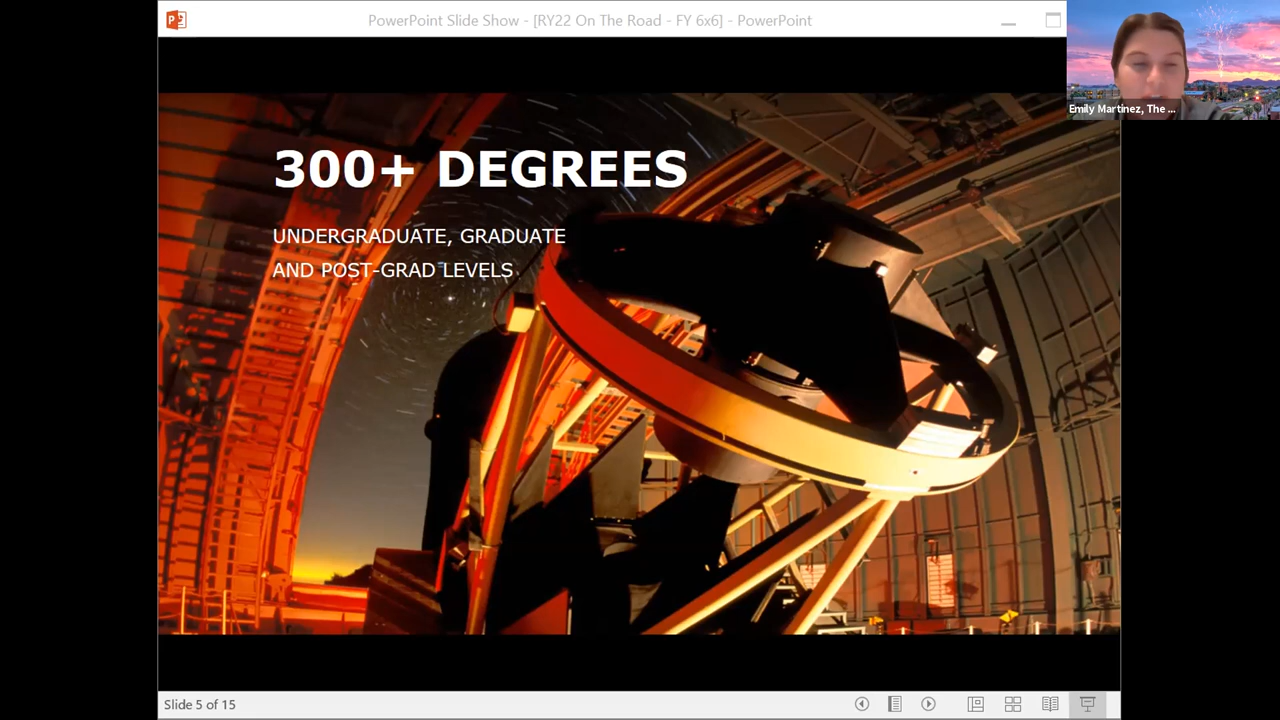 PowerPoint Slide Show - [RY22 On The Road - FY 6x6] - PowerPoint
Emily Martinez, The ...
300+ DEGREES
UNDERGRADUATE, GRADUATE
AND POST-GRAD LEVELS
Slide 5 of 15